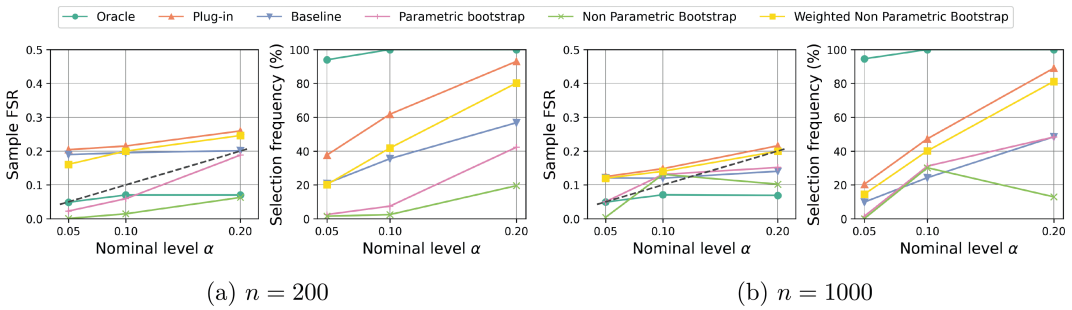 Oracle Plug-in Baseline Parametric bootstrap Non Parametric Bootstrap Weighted Non Parametric Bootstrap
Sample FSR
0.5
0.4
0.3
0.2
0.1
0.0
0.05 0.10 0.20
Nominal level α
Selection frequency (%)
100
80
60
40
20
0
0.05 0.10 0.20
Nominal level α
(a) n = 200
Sample FSR
0.5
0.4
0.3
0.2
0.1
0.0
0.05 0.10 0.20
Nominal level α
Selection frequency (%)
100
80
60
40
20
0
0.05 0.10 0.20
Nominal level α
(b) n = 1000